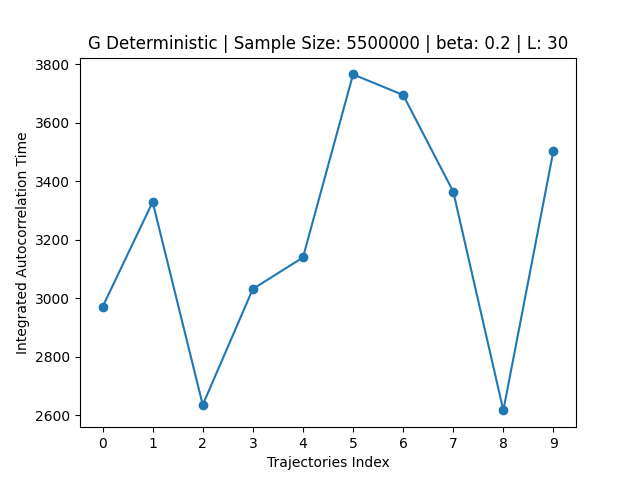 G Deterministic | Sample Size: 5500000 | beta: 0.2 | L: 30
3800
3600
3400
3200
3000
2800
2600
Integrated Autocorrelation Time
0 1 2 3 4 5 6 7 8 9
Trajectories Index